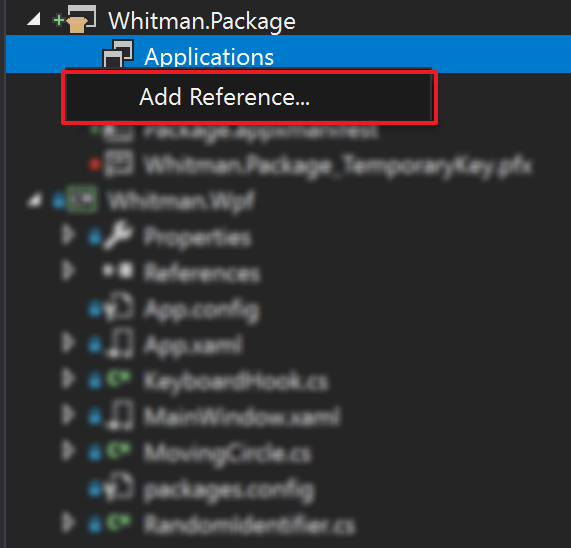 Whitman.Package
Applications
Add Reference...
Package.appxmanifest
Whitman.Package_TemporaryKey.pfx
Whitman.Wpf
Properties
References
App.config
App.xaml
KeyboardHook.cs
MainWindow.xaml
MovingCircle.cs
packages.config
RandomIdentifier.cs